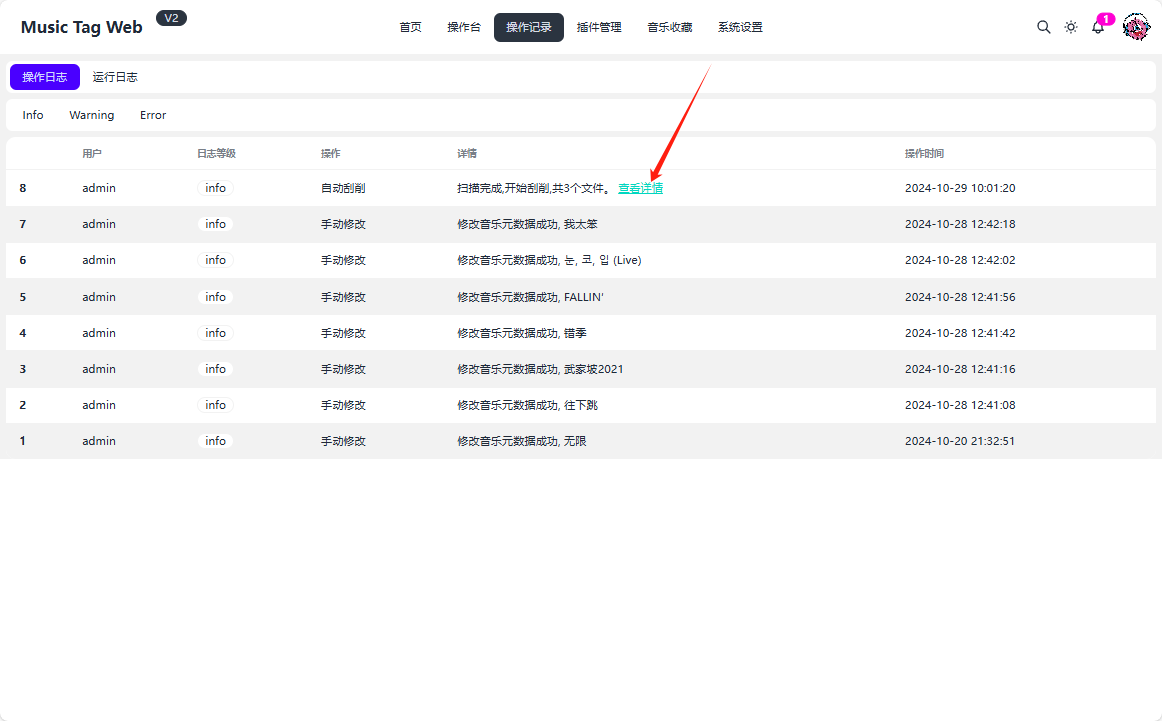 Music Tag Web V2 首页 操作台 操作记录 插件管理 音乐收藏 系统设置 1
操作日志 运行日志
Info Warning Error
用户 日志等级 操作 详情 操作时间
8 admin info 自动刮削 扫描完成,开始刮削,共3个文件。 查看详情 2024-10-29 10:01:20
7 admin info 手动修改 修改音乐元数据成功, 我太笨 2024-10-28 12:42:18
6 admin info 手动修改 修改音乐元数据成功, 눈, 코, 입 (Live) 2024-10-28 12:42:02
5 admin info 手动修改 修改音乐元数据成功, FALLIN' 2024-10-28 12:41:56
4 admin info 手动修改 修改音乐元数据成功, 错季 2024-10-28 12:41:42
3 admin info 手动修改 修改音乐元数据成功, 武家坡2021 2024-10-28 12:41:16
2 admin info 手动修改 修改音乐元数据成功, 往下跳 2024-10-28 12:41:08
1 admin info 手动修改 修改音乐元数据成功, 无限 2024-10-20 21:32:51